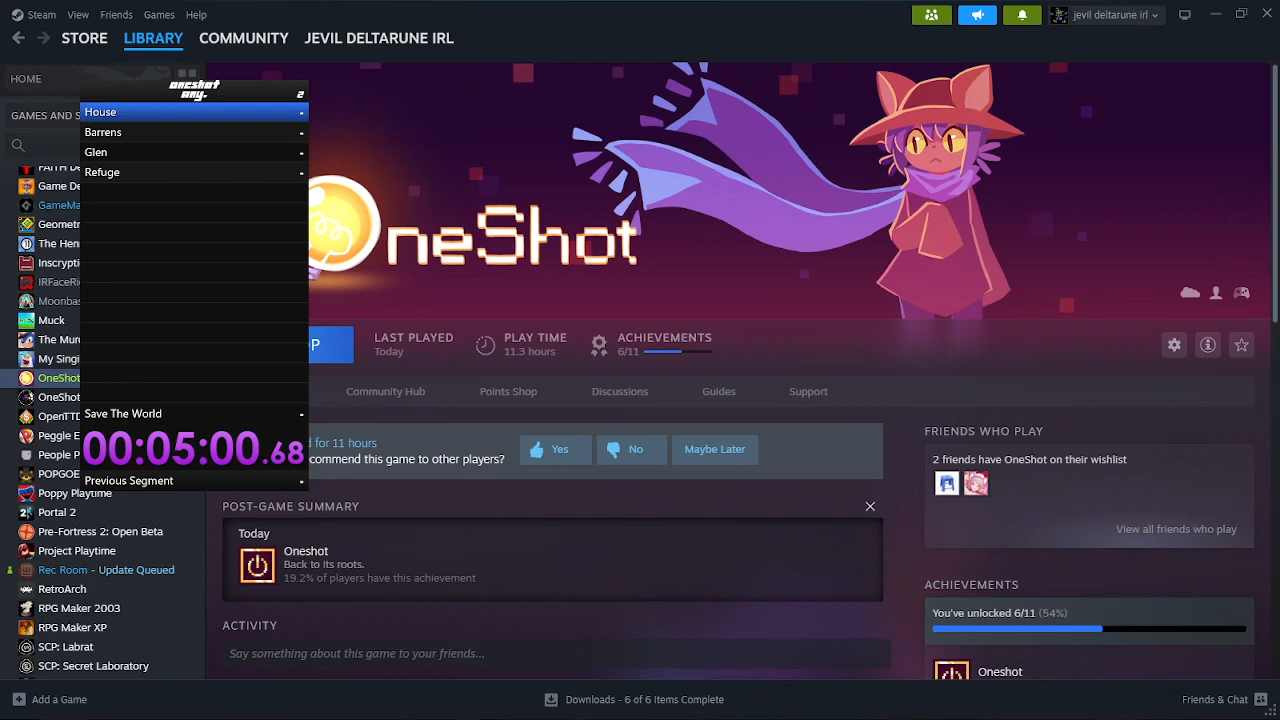 Steam View Friends Games Help
jevil deltarune irl
STORE LIBRARY COMMUNITY JEVIL DELTARUNE IRL
HOME
GAMES AND S
oneshot
any%
2
House -
Barrens -
Glen -
Refuge -
Save The World -
00:05:00.68
Previous Segment -
Game De
GameMa
Geomet
The Henr
Inscrypti
IRFaceRi
Moonbas
Muck
The Murd
My Singi
OneShot
OneShot
OpenTTD
Peggle E
People P
POPGO
Poppy Playtime
Portal 2
Pre-Fortress 2: Open Beta
Project Playtime
Rec Room - Update Queued
RetroArch
RPG Maker 2003
RPG Maker XP
SCP: Labrat
SCP: Secret Laboratory
neShot
OP
LAST PLAYED
Today
PLAY TIME
11.3 hours
ACHIEVEMENTS
6/11
Community Hub Points Shop Discussions Guides Support
d for 11 hours
commend this game to other players?
Yes No Maybe Later
POST-GAME SUMMARY
Today
Oneshot
Back to its roots.
19.2% of players have this achievement
ACTIVITY
Say something about this game to your friends...
FRIENDS WHO PLAY
2 friends have OneShot on their wishlist
View all friends who play
ACHIEVEMENTS
You've unlocked 6/11 (54%)
Oneshot
Add a Game
Downloads - 6 of 6 Items Complete
Friends & Chat